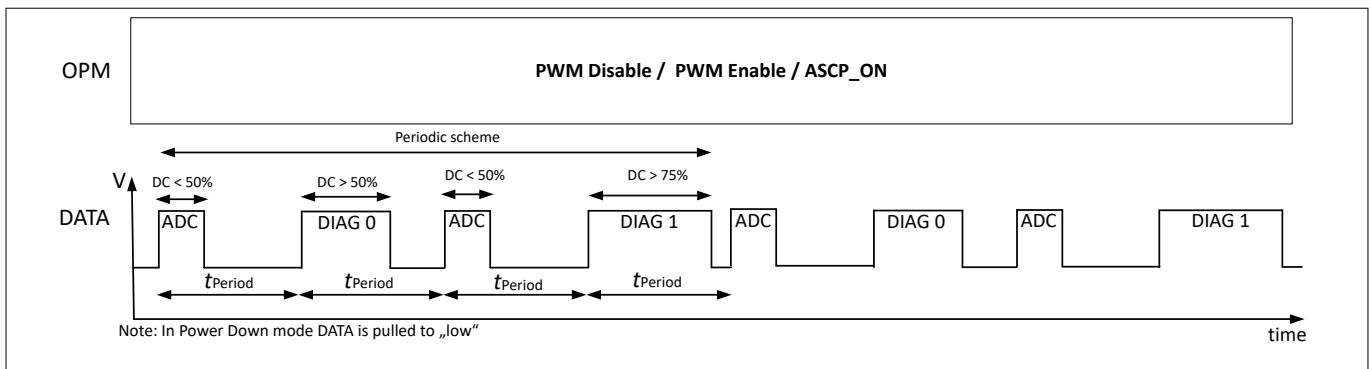 OPM
PWM Disable / PWM Enable / ASCP_ON
Periodic scheme
V
DC < 50%
DC > 50%
DC < 50%
DC > 75%
DATA
ADC
DIAG 0
ADC
DIAG 1
ADC
DIAG 0
ADC
DIAG 1
tPeriod
tPeriod
tPeriod
tPeriod
Note: In Power Down mode DATA is pulled to „low“
time